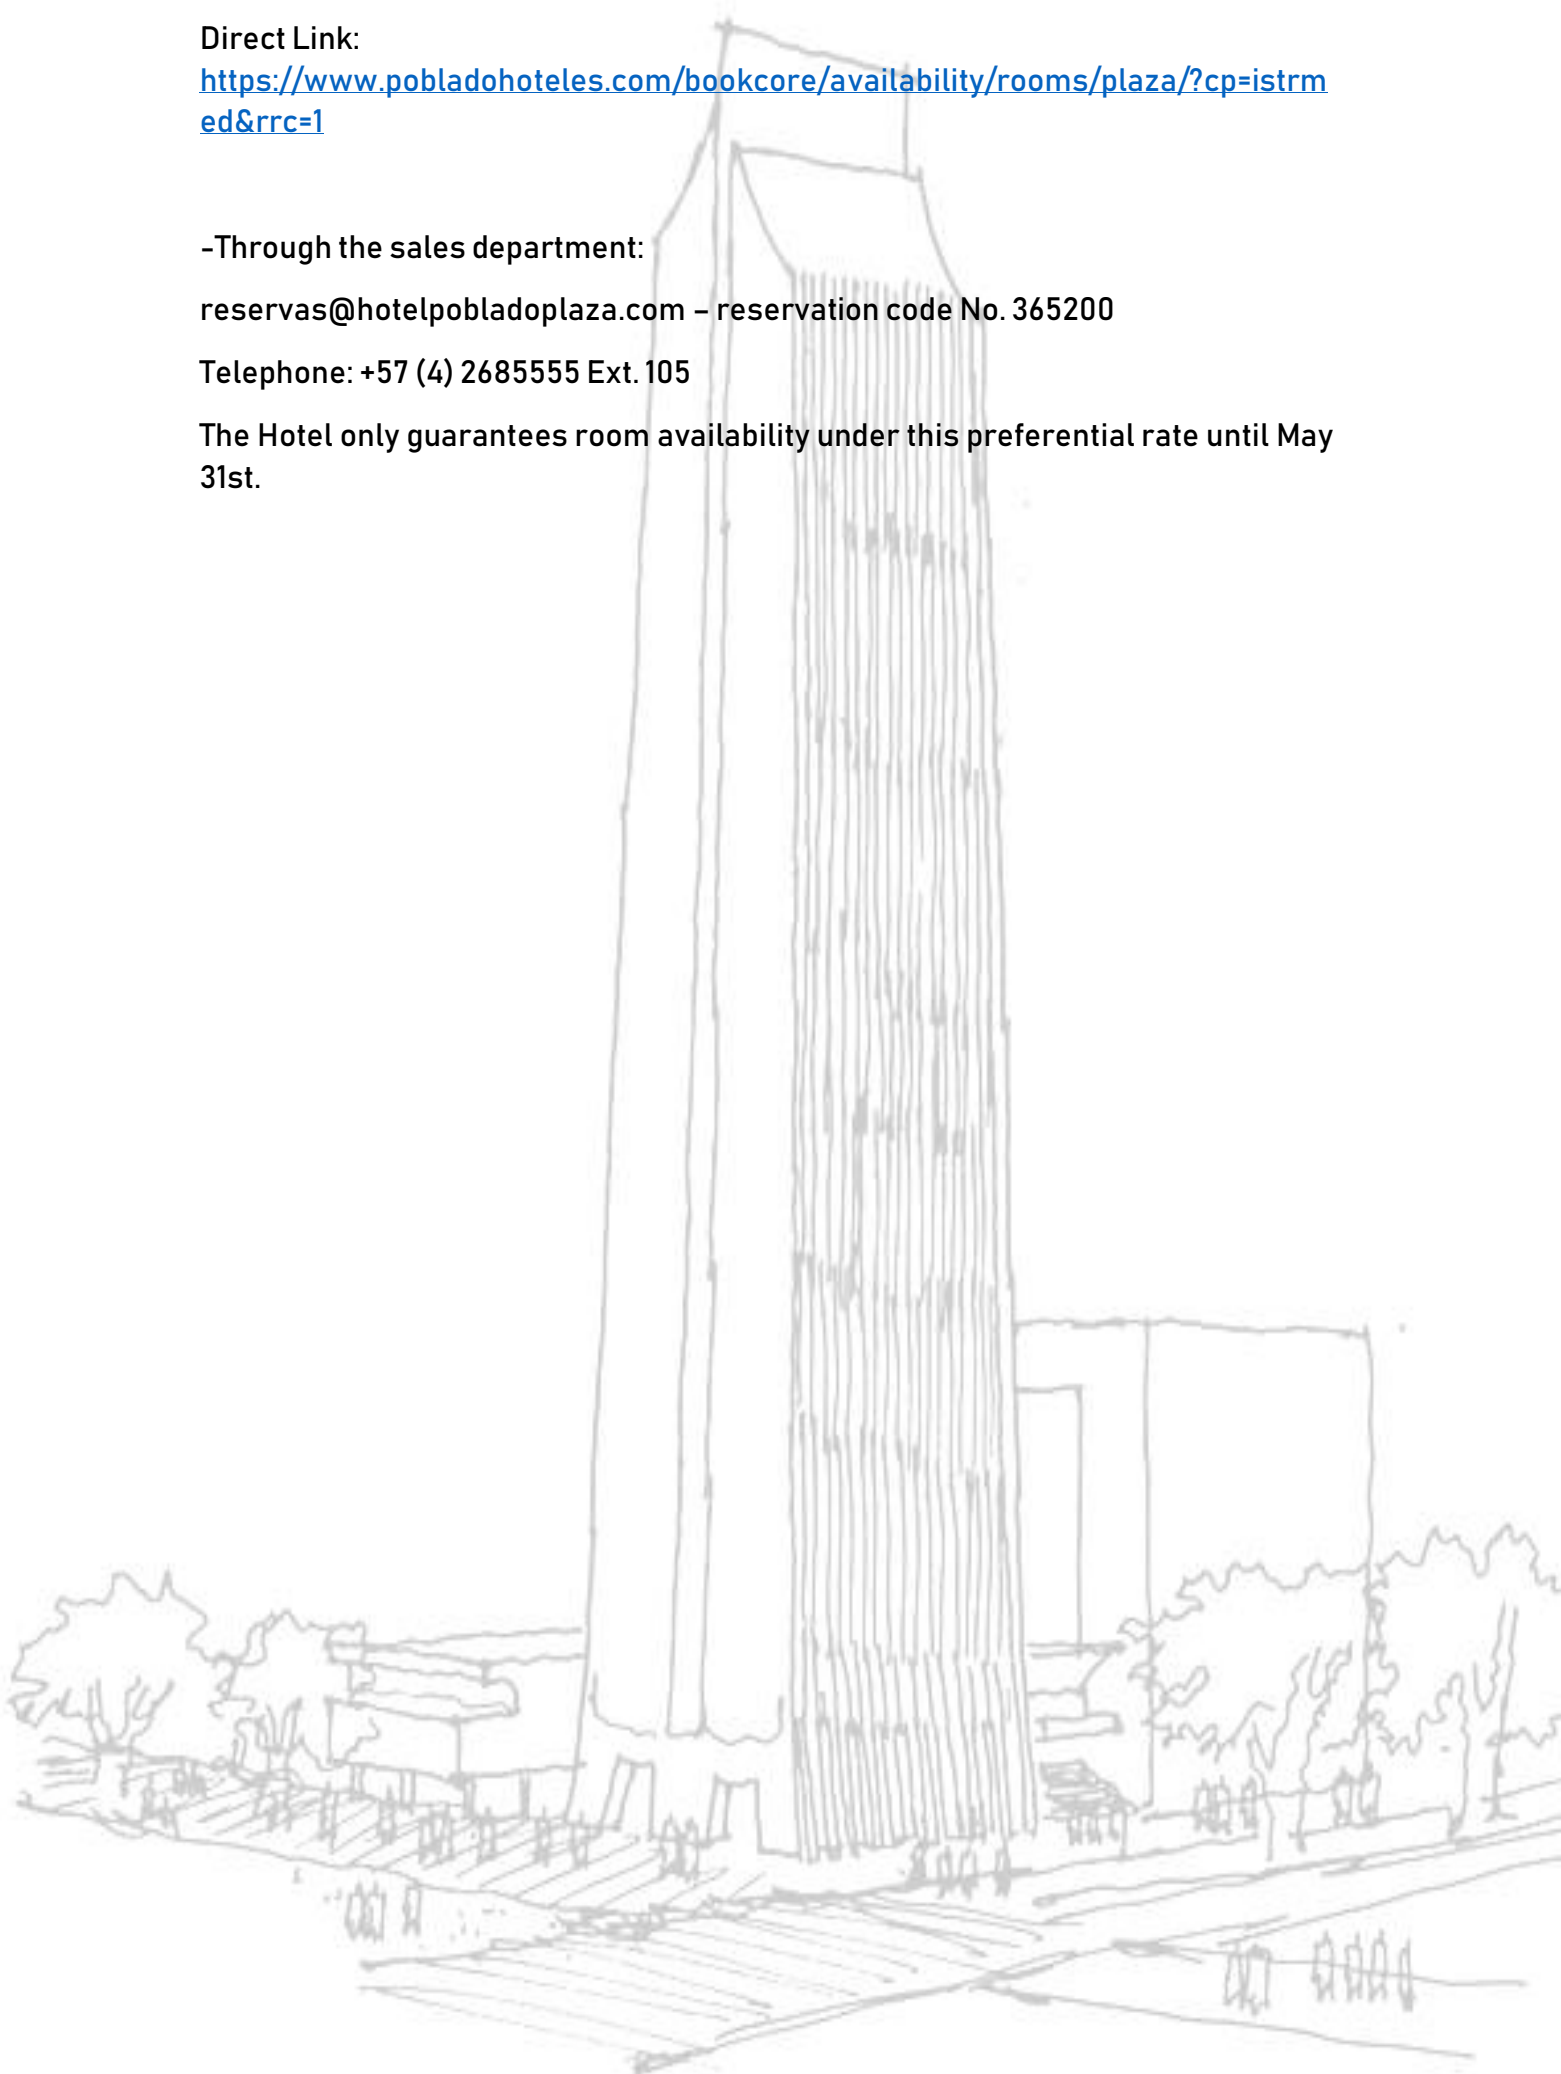 Direct Link:
https://www.pobladohoteles.com/bookcore/availability/rooms/plaza/?cp=istrm
ed&rrc=1
-Through the sales department:
reservas@hotelpobladoplaza.com – reservation code No. 365200
Telephone: +57 (4) 2685555 Ext. 105
The Hotel only guarantees room availability under this preferential rate until May
31st.